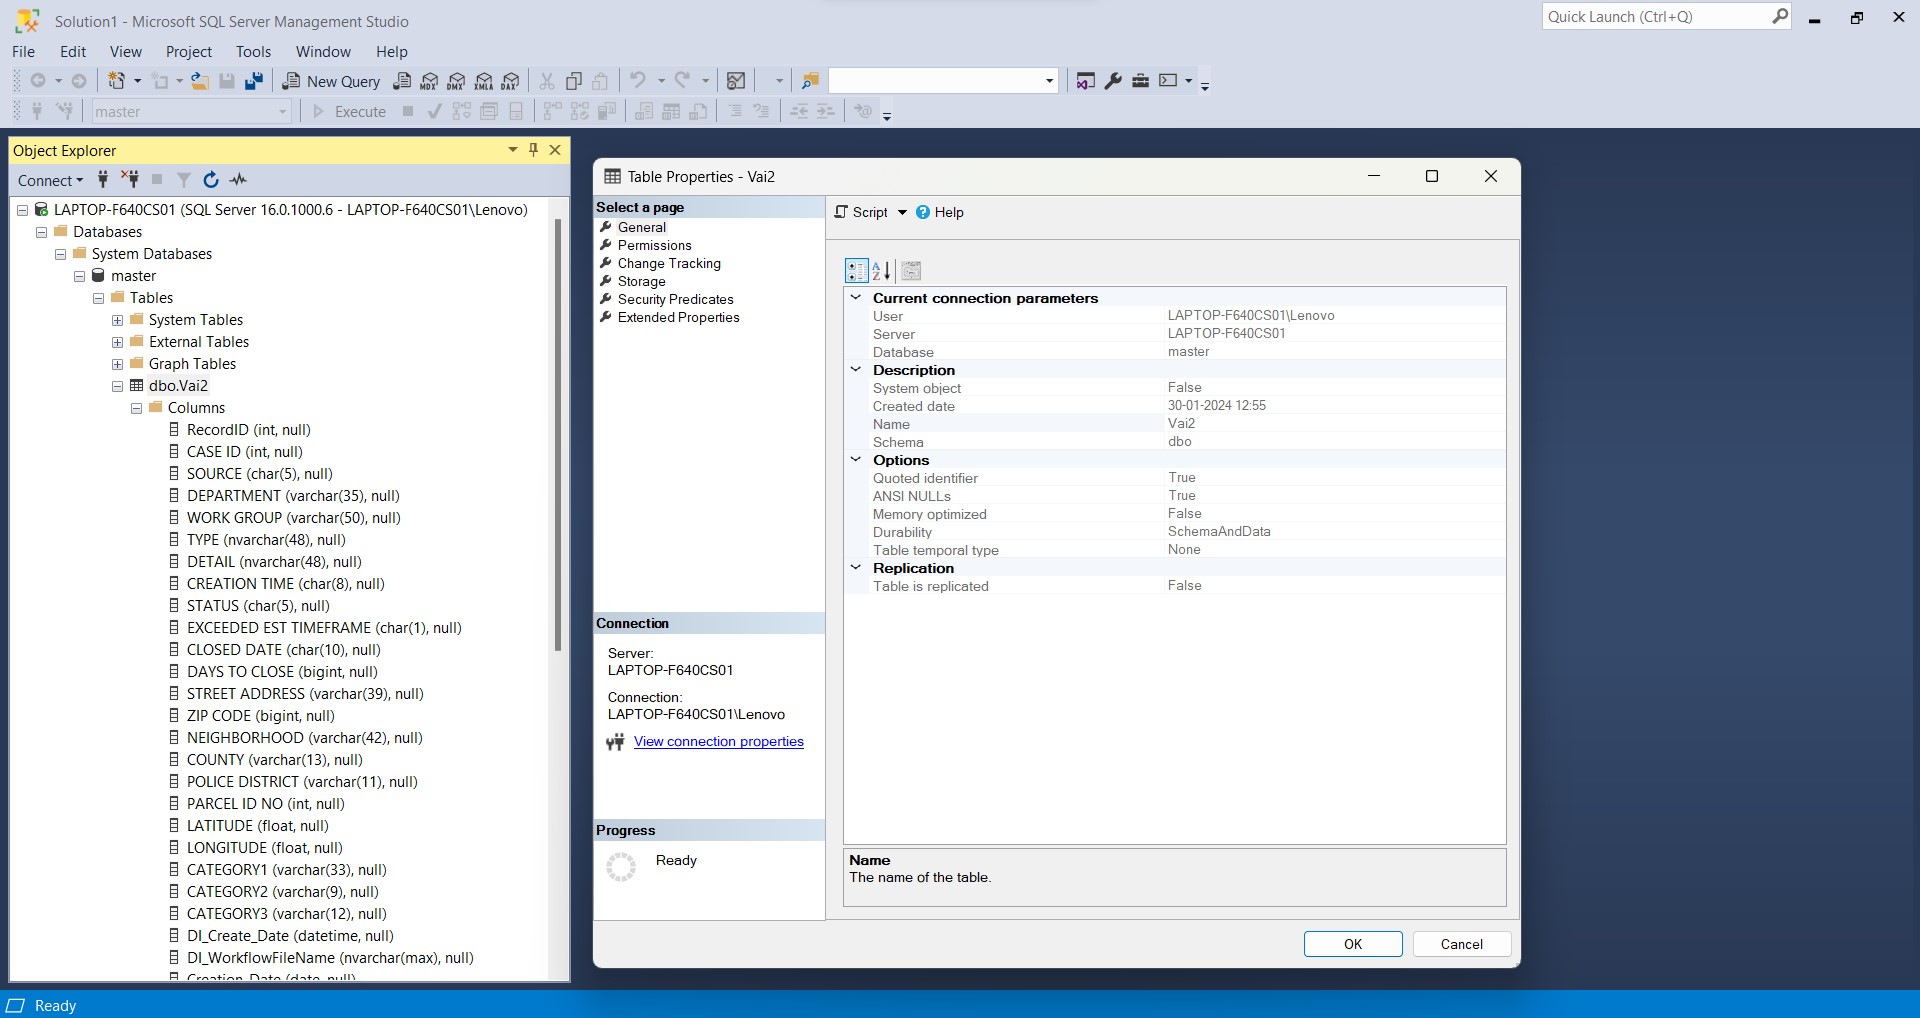 Solution1 - Microsoft SQL Server Management Studio
Quick Launch (Ctrl+Q)
File Edit View Project Tools Window Help
New Query MDX DMX XMLA DAX
master Execute
Object Explorer
Connect
LAPTOP-F640CS01 (SQL Server 16.0.1000.6 - LAPTOP-F640CS01\Lenovo)
Databases
System Databases
master
Tables
System Tables
External Tables
Graph Tables
dbo.Vai2
Columns
RecordID (int, null)
CASE ID (int, null)
SOURCE (char(5), null)
DEPARTMENT (varchar(35), null)
WORK GROUP (varchar(50), null)
TYPE (nvarchar(48), null)
DETAIL (nvarchar(48), null)
CREATION TIME (char(8), null)
STATUS (char(5), null)
EXCEEDED EST TIMEFRAME (char(1), null)
CLOSED DATE (char(10), null)
DAYS TO CLOSE (bigint, null)
STREET ADDRESS (varchar(39), null)
ZIP CODE (bigint, null)
NEIGHBORHOOD (varchar(42), null)
COUNTY (varchar(13), null)
POLICE DISTRICT (varchar(11), null)
PARCEL ID NO (int, null)
LATITUDE (float, null)
LONGITUDE (float, null)
CATEGORY1 (varchar(33), null)
CATEGORY2 (varchar(9), null)
CATEGORY3 (varchar(12), null)
DI_Create_Date (datetime, null)
DI_WorkflowFileName (nvarchar(max), null)
Creation_Date (date, null)
Table Properties - Vai2
Select a page
General
Permissions
Change Tracking
Storage
Security Predicates
Extended Properties
Connection
Server:
LAPTOP-F640CS01
Connection:
LAPTOP-F640CS01\Lenovo
View connection properties
Progress
Ready
Script Help
A
Z
Current connection parameters
User LAPTOP-F640CS01\Lenovo
Server LAPTOP-F640CS01
Database master
Description
System object False
Created date 30-01-2024 12:55
Name Vai2
Schema dbo
Options
Quoted identifier True
ANSI NULLs True
Memory optimized False
Durability SchemaAndData
Table temporal type None
Replication
Table is replicated False
Name
The name of the table.
OK Cancel
Ready